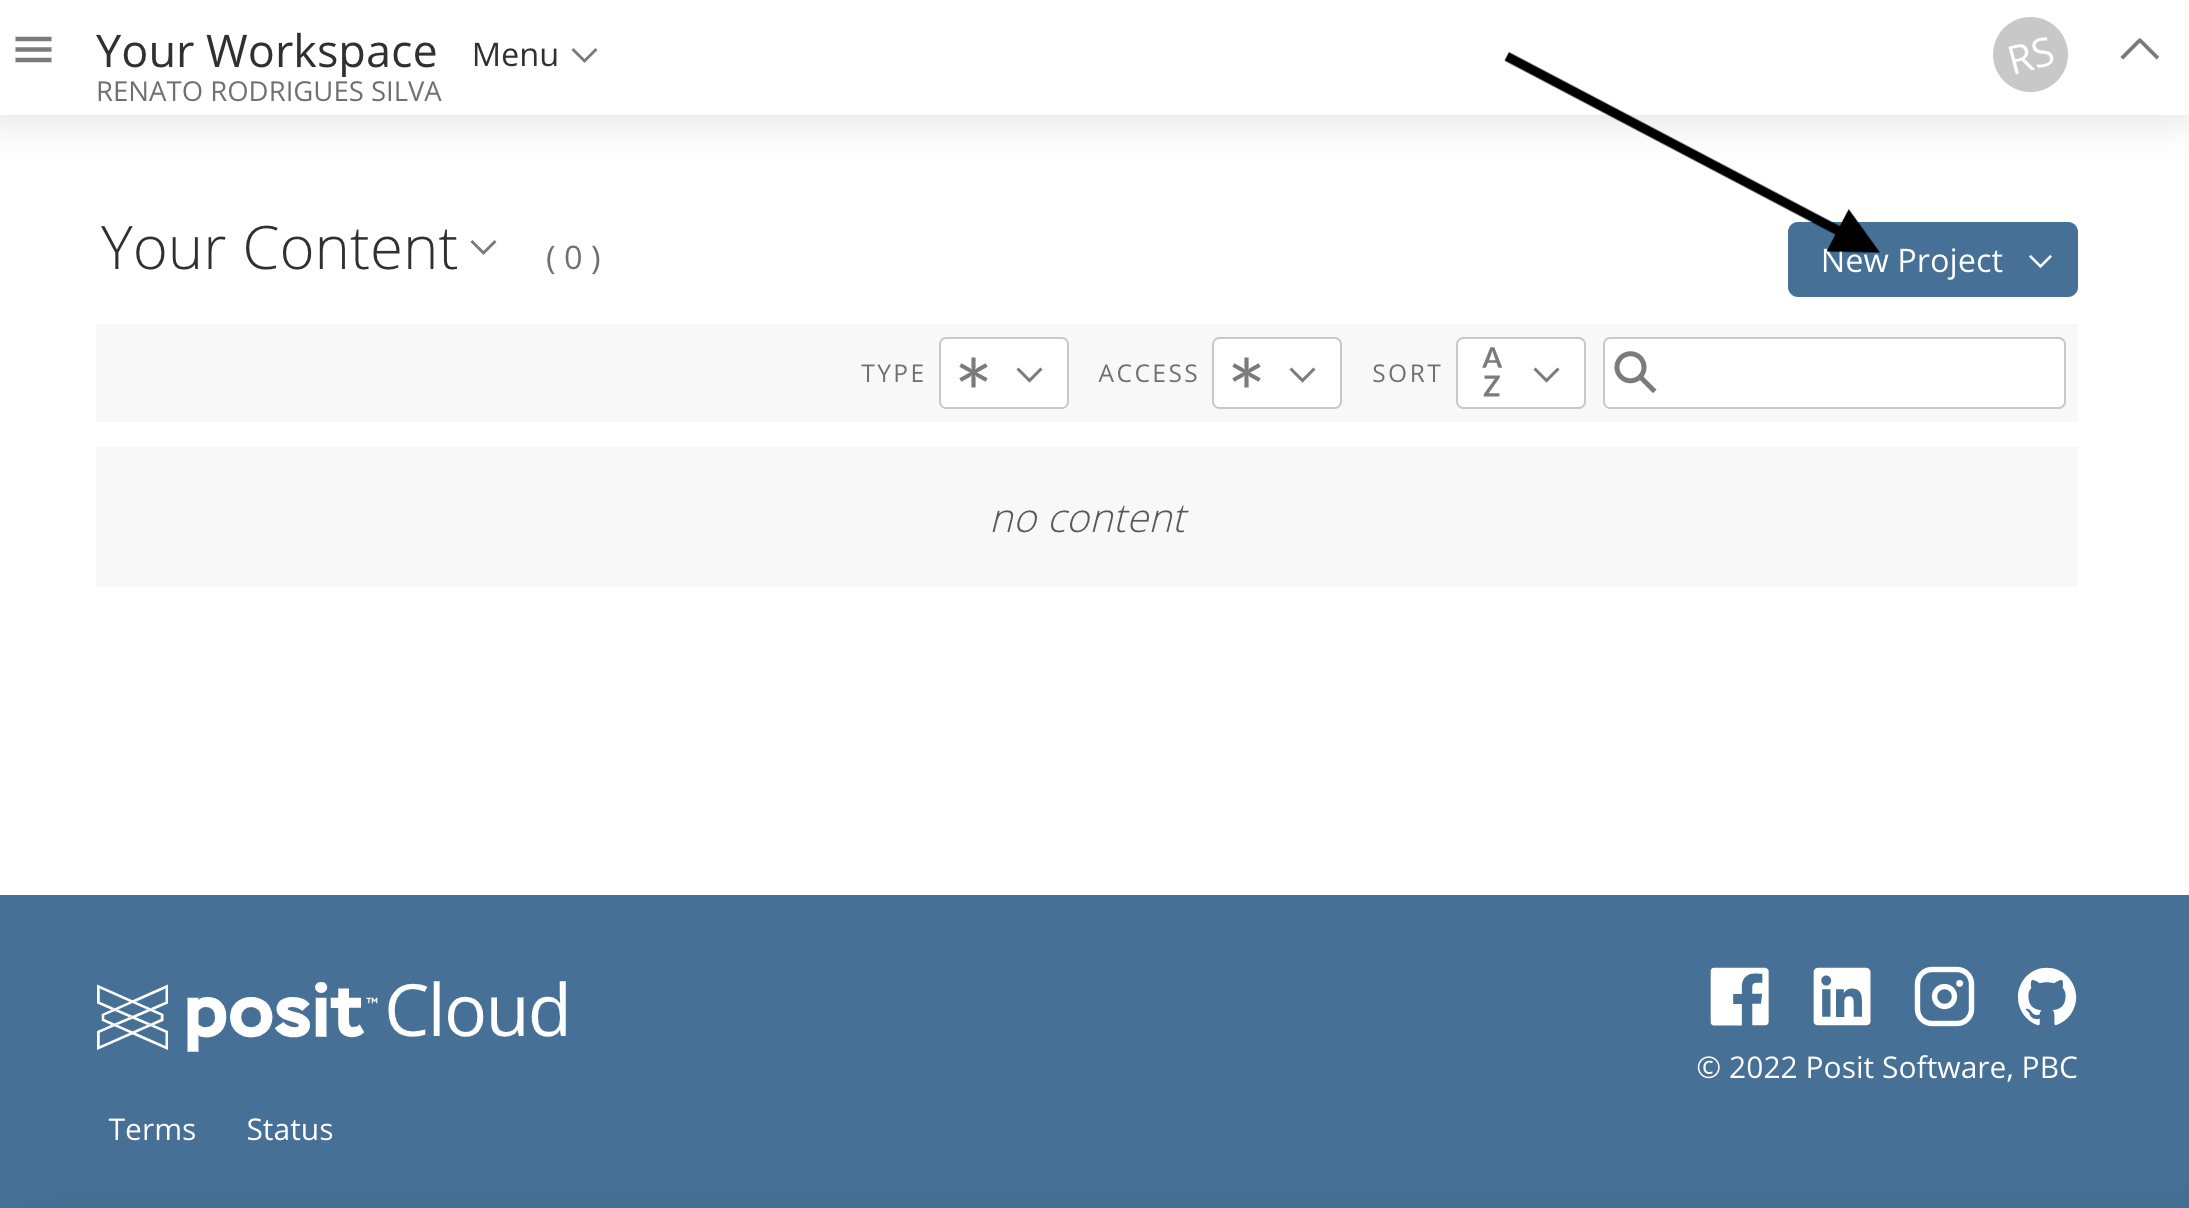 Your Workspace Menu
RENATO RODRIGUES SILVA
RS
Your Content ( 0 )
New Project
TYPE * ACCESS * SORT A Z
no content
posit™ Cloud
© 2022 Posit Software, PBC
Terms Status